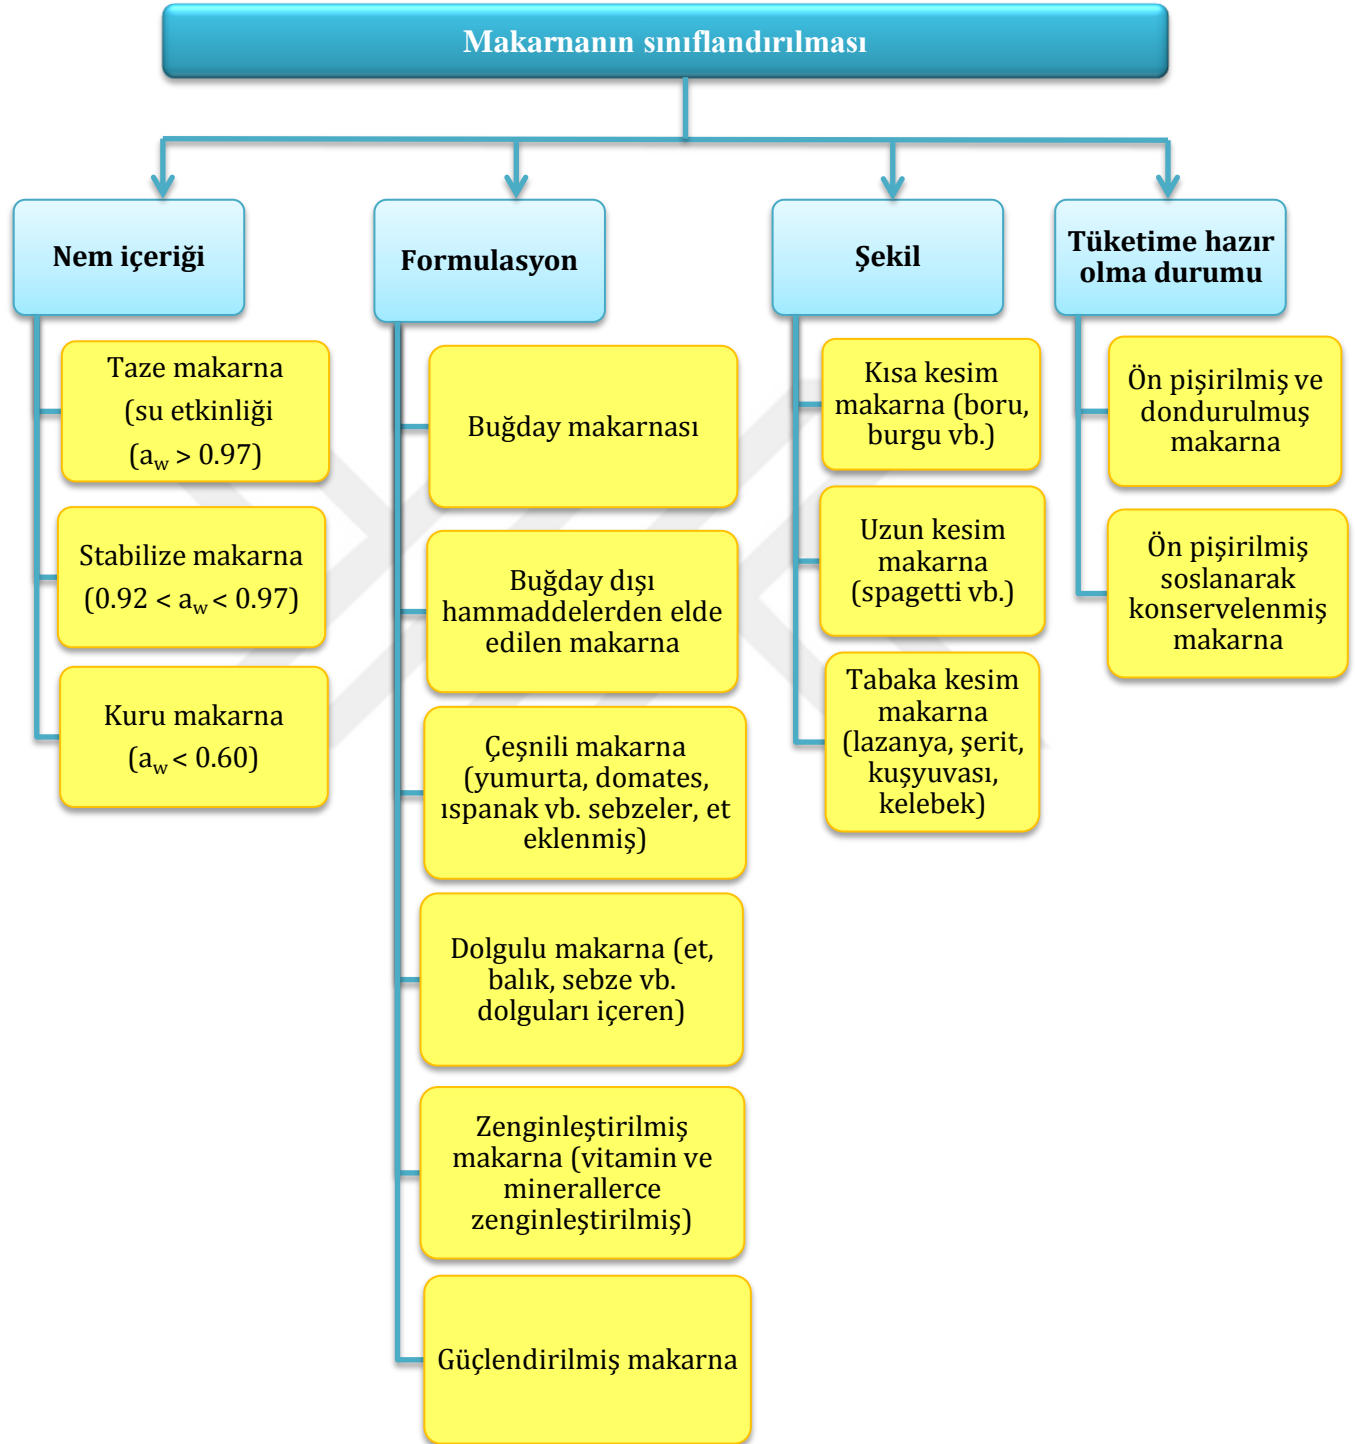 Makarnanın sınıflandırılması
Nem içeriği
Taze makarna
(su etkinliği
(a_w > 0.97)
Stabilize makarna
(0.92 < a_w < 0.97)
Kuru makarna
(a_w < 0.60)
Formulasyon
Buğday makarnası
Buğday dışı
hammaddelerden elde
edilen makarna
Çeşnili makarna
(yumurta, domates,
ıspanak vb. sebzeler, et
eklenmiş)
Dolgulu makarna (et,
balık, sebze vb.
dolguları içeren)
Zenginleştirilmiş
makarna (vitamin ve
minerallerce
zenginleştirilmiş)
Güçlendirilmiş makarna
Şekil
Kısa kesim
makarna (boru,
burgu vb.)
Uzun kesim
makarna
(spagetti vb.)
Tabaka kesim
makarna
(lazanya, şerit,
kuşyuvası,
kelebek)
Tüketime hazır
olma durumu
Ön pişirilmiş ve
dondurulmuş
makarna
Ön pişirilmiş
soslanarak
konservelenmiş
makarna